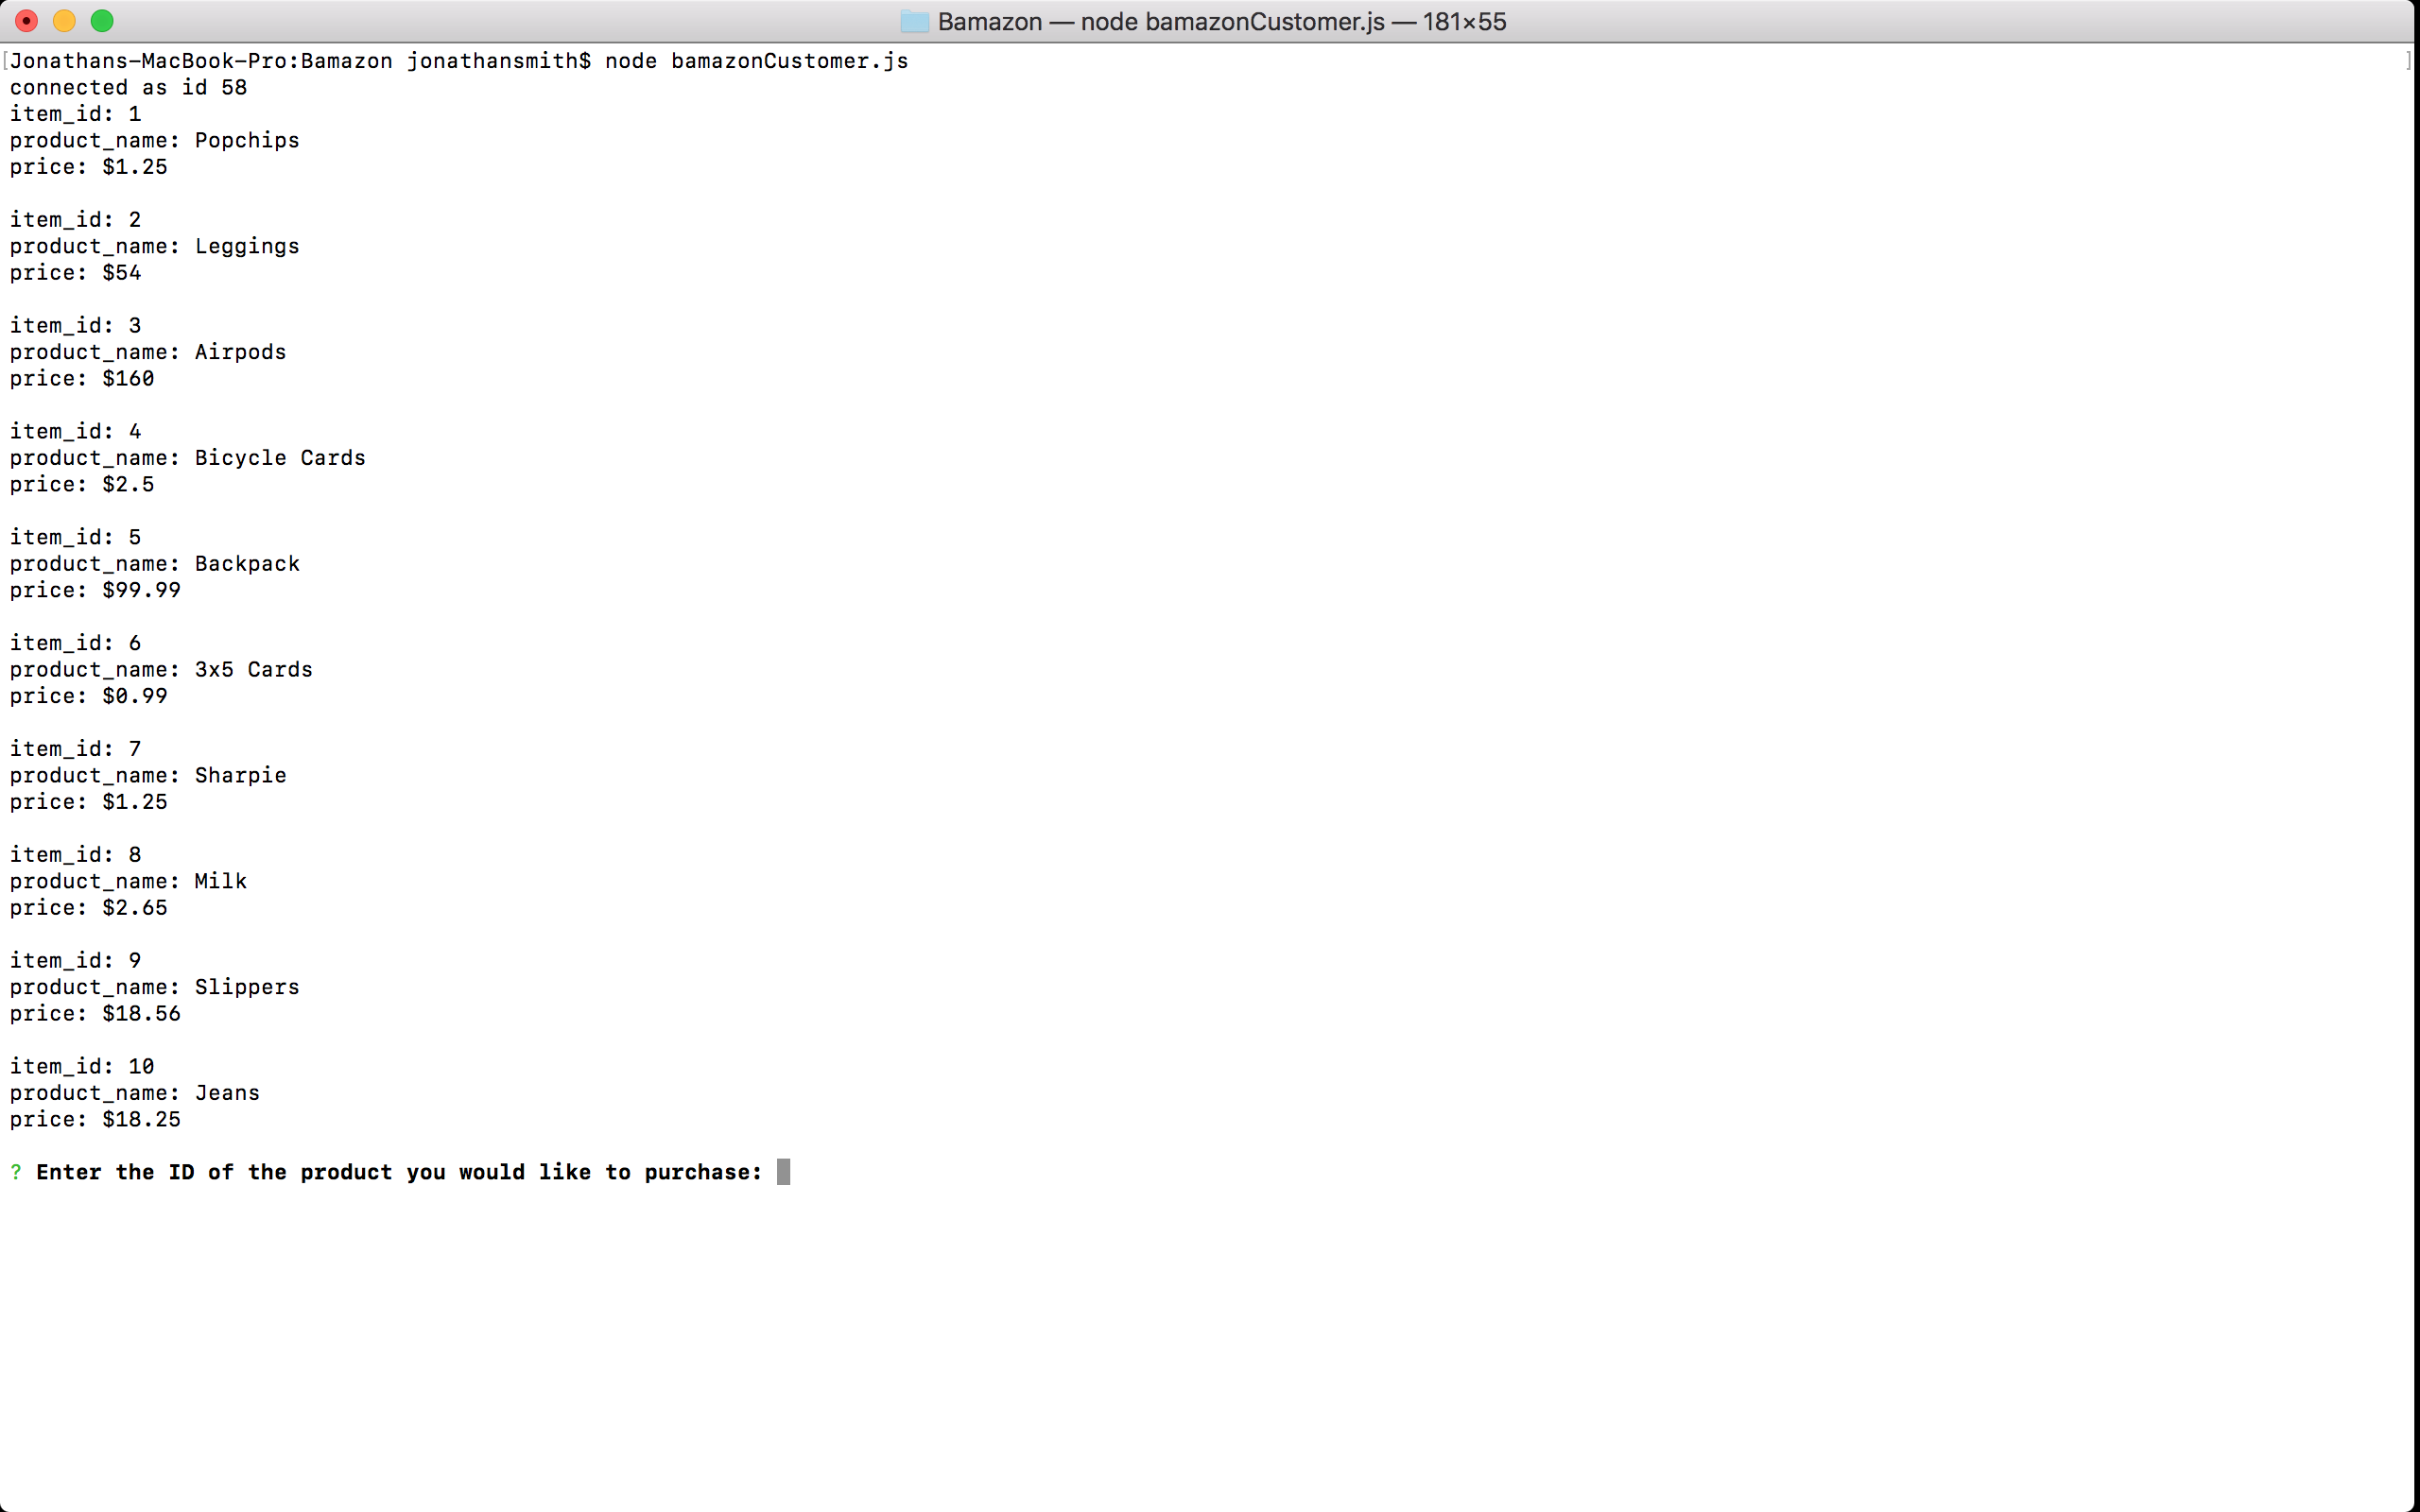 Bamazon — node bamazonCustomer.js — 181×55
[Jonathans-MacBook-Pro:Bamazon jonathansmith$ node bamazonCustomer.js ]
connected as id 58
item_id: 1
product_name: Popchips
price: $1.25

item_id: 2
product_name: Leggings
price: $54

item_id: 3
product_name: Airpods
price: $160

item_id: 4
product_name: Bicycle Cards
price: $2.5

item_id: 5
product_name: Backpack
price: $99.99

item_id: 6
product_name: 3x5 Cards
price: $0.99

item_id: 7
product_name: Sharpie
price: $1.25

item_id: 8
product_name: Milk
price: $2.65

item_id: 9
product_name: Slippers
price: $18.56

item_id: 10
product_name: Jeans
price: $18.25

? Enter the ID of the product you would like to purchase: